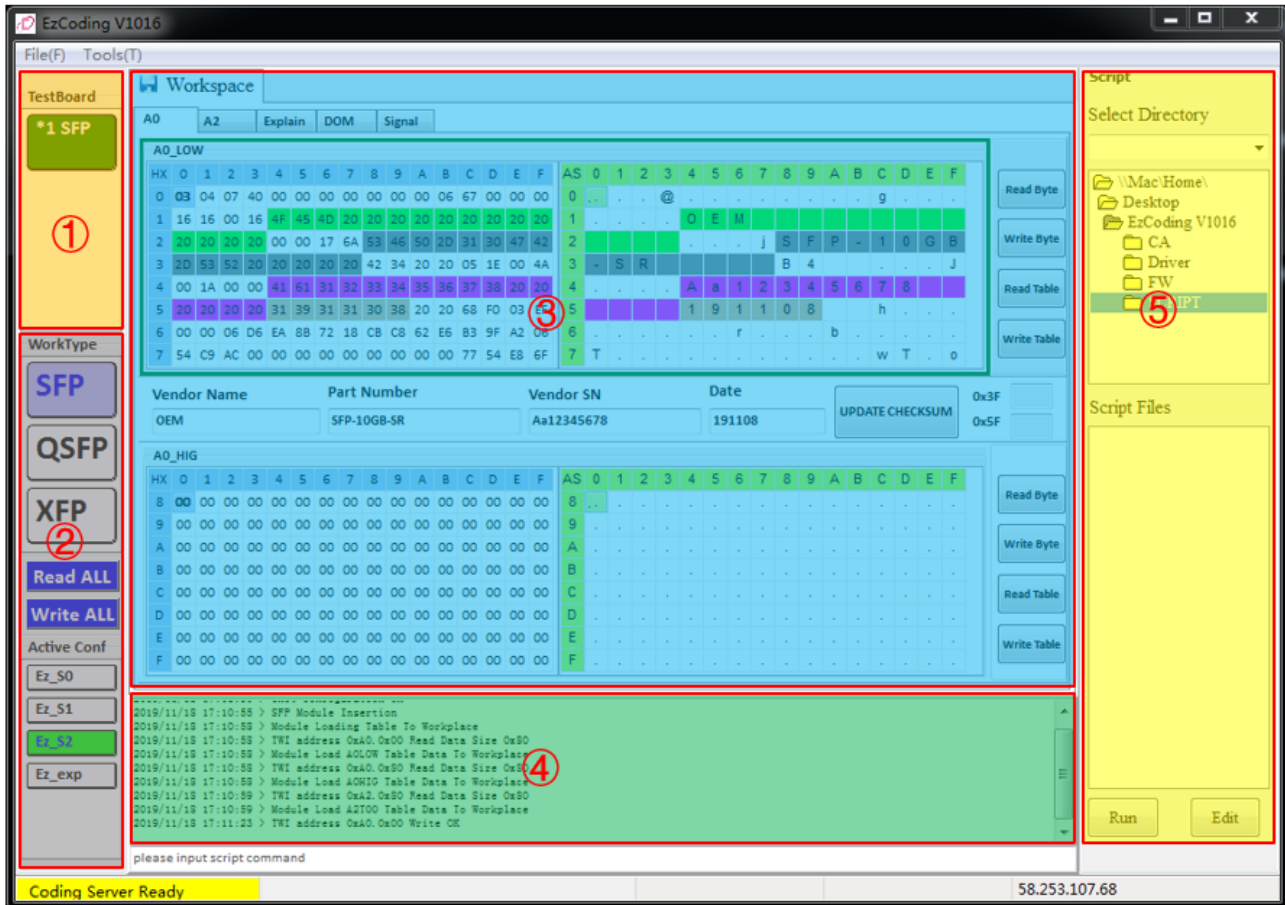 EzCoding V1016
File(F) Tools(T)
TestBoard
*1 SFP
①
WorkType
SFP
QSFP
XFP
②
Read ALL
Write ALL
Active Conf
Ez_S0
Ez_S1
Ez_S2
Ez_exp
Workspace
A0 A2 Explain DOM Signal
A0_LOW
HX 0 1 2 3 4 5 6 7 8 9 A B C D E F AS 0 1 2 3 4 5 6 7 8 9 A B C D E F
0 03 04 07 40 00 00 00 00 00 00 00 06 67 00 00 00 0 . . . @ . . . . . . . . g . . .
1 16 16 00 16 4F 45 4D 20 20 20 20 20 20 20 20 20 1 . . . . O E M
2 20 20 20 20 00 00 17 6A 53 46 50 2D 31 30 47 42 2 . . . j S F P - 1 0 G B
3 2D 53 52 20 20 20 20 20 42 34 20 20 05 1E 00 4A 3 - S R B 4 . . . J
4 00 1A 00 00 41 61 31 32 33 34 35 36 37 38 20 20 4 . . . . A a 1 2 3 4 5 6 7 8
5 20 20 20 20 31 39 31 31 30 38 20 20 68 F0 03 5 1 9 1 1 0 8 h . . .
③
6 00 00 06 D6 EA 8B 72 18 CB C8 62 E6 B3 9F A2 06 6 . . . . . . r . . . b . . . . .
7 54 C9 AC 00 00 00 00 00 00 00 00 00 77 54 E8 6F 7 T . . . . . . . . . . . w T . o
Read Byte
Write Byte
Read Table
Write Table
Vendor Name Part Number Vendor SN Date
OEM SFP-10GB-SR Aa12345678 191108
UPDATE CHECKSUM
0x3F
0x5F
A0_HIG
HX 0 1 2 3 4 5 6 7 8 9 A B C D E F AS 0 1 2 3 4 5 6 7 8 9 A B C D E F
8 00 00 00 00 00 00 00 00 00 00 00 00 00 00 00 00 8 . . . . . . . . . . . . . . . .
9 00 00 00 00 00 00 00 00 00 00 00 00 00 00 00 00 9 . . . . . . . . . . . . . . . .
A 00 00 00 00 00 00 00 00 00 00 00 00 00 00 00 00 A . . . . . . . . . . . . . . . .
B 00 00 00 00 00 00 00 00 00 00 00 00 00 00 00 00 B . . . . . . . . . . . . . . . .
C 00 00 00 00 00 00 00 00 00 00 00 00 00 00 00 00 C . . . . . . . . . . . . . . . .
D 00 00 00 00 00 00 00 00 00 00 00 00 00 00 00 00 D . . . . . . . . . . . . . . . .
E 00 00 00 00 00 00 00 00 00 00 00 00 00 00 00 00 E . . . . . . . . . . . . . . . .
F 00 00 00 00 00 00 00 00 00 00 00 00 00 00 00 00 F . . . . . . . . . . . . . . . .
Read Byte
Write Byte
Read Table
Write Table
2019/11/18 17:10:55 > SFP Module Insertion
2019/11/18 17:10:58 > Module Loading Table To Workplace
2019/11/18 17:10:58 > TWI address 0xA0.0x00 Read Data Size 0x80
2019/11/18 17:10:58 > Module Load A0LOW Table Data To Workplace
2019/11/18 17:10:58 > TWI address 0xA0.0x80 Read Data Size 0x80
④
2019/11/18 17:10:58 > Module Load A0HIG Table Data To Workplace
2019/11/18 17:10:59 > TWI address 0xA2.0x80 Read Data Size 0x80
2019/11/18 17:10:59 > Module Load A2T00 Table Data To Workplace
2019/11/18 17:11:23 > TWI address 0xA0.0x00 Write OK
please input script command
Script
Select Directory
\\Mac\Home\
Desktop
EzCoding V1016
CA
Driver
FW
⑤
Script Files
Run Edit
Coding Server Ready
58.253.107.68